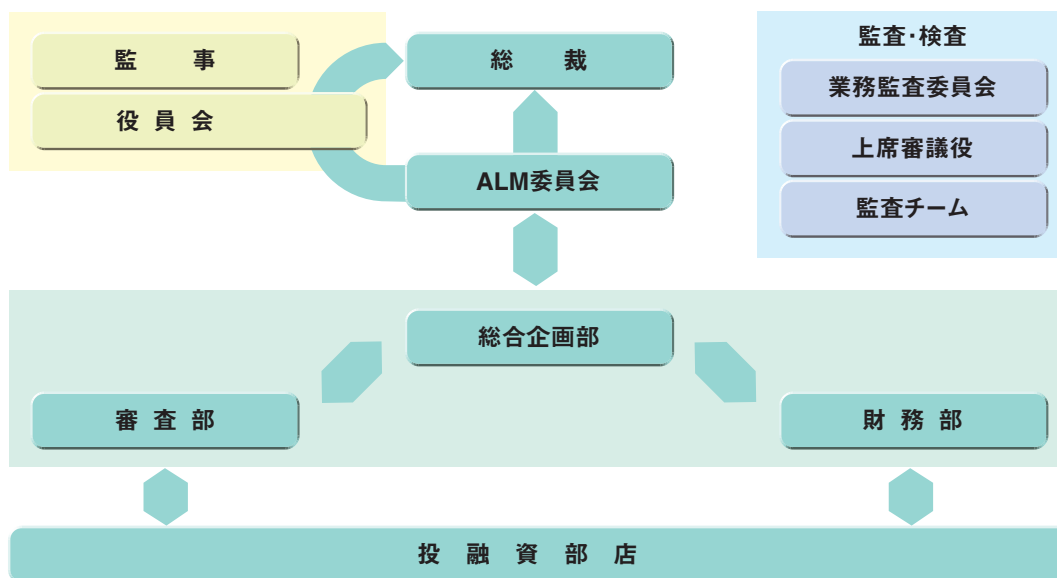 監事
役員会
総裁
ALM委員会
監査・検査
業務監査委員会
上席審議役
監査チーム
総合企画部
審査部
財務部
投融資部店